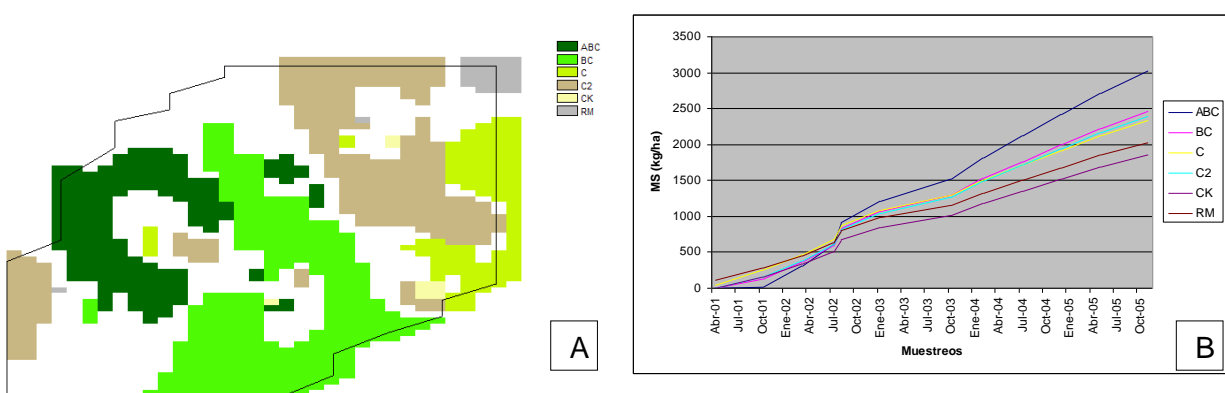 ABC
BC
C
C2
CK
RM
A
MS (kg/ha)
3500
3000
2500
2000
1500
1000
500
0
Abr-01
Jul-01
Oct-01
Ene-02
Abr-02
Jul-02
Oct-02
Ene-03
Abr-03
Jul-03
Oct-03
Ene-04
Abr-04
Jul-04
Oct-04
Ene-05
Abr-05
Jul-05
Oct-05
Muestreos
ABC
BC
C
C2
CK
RM
B